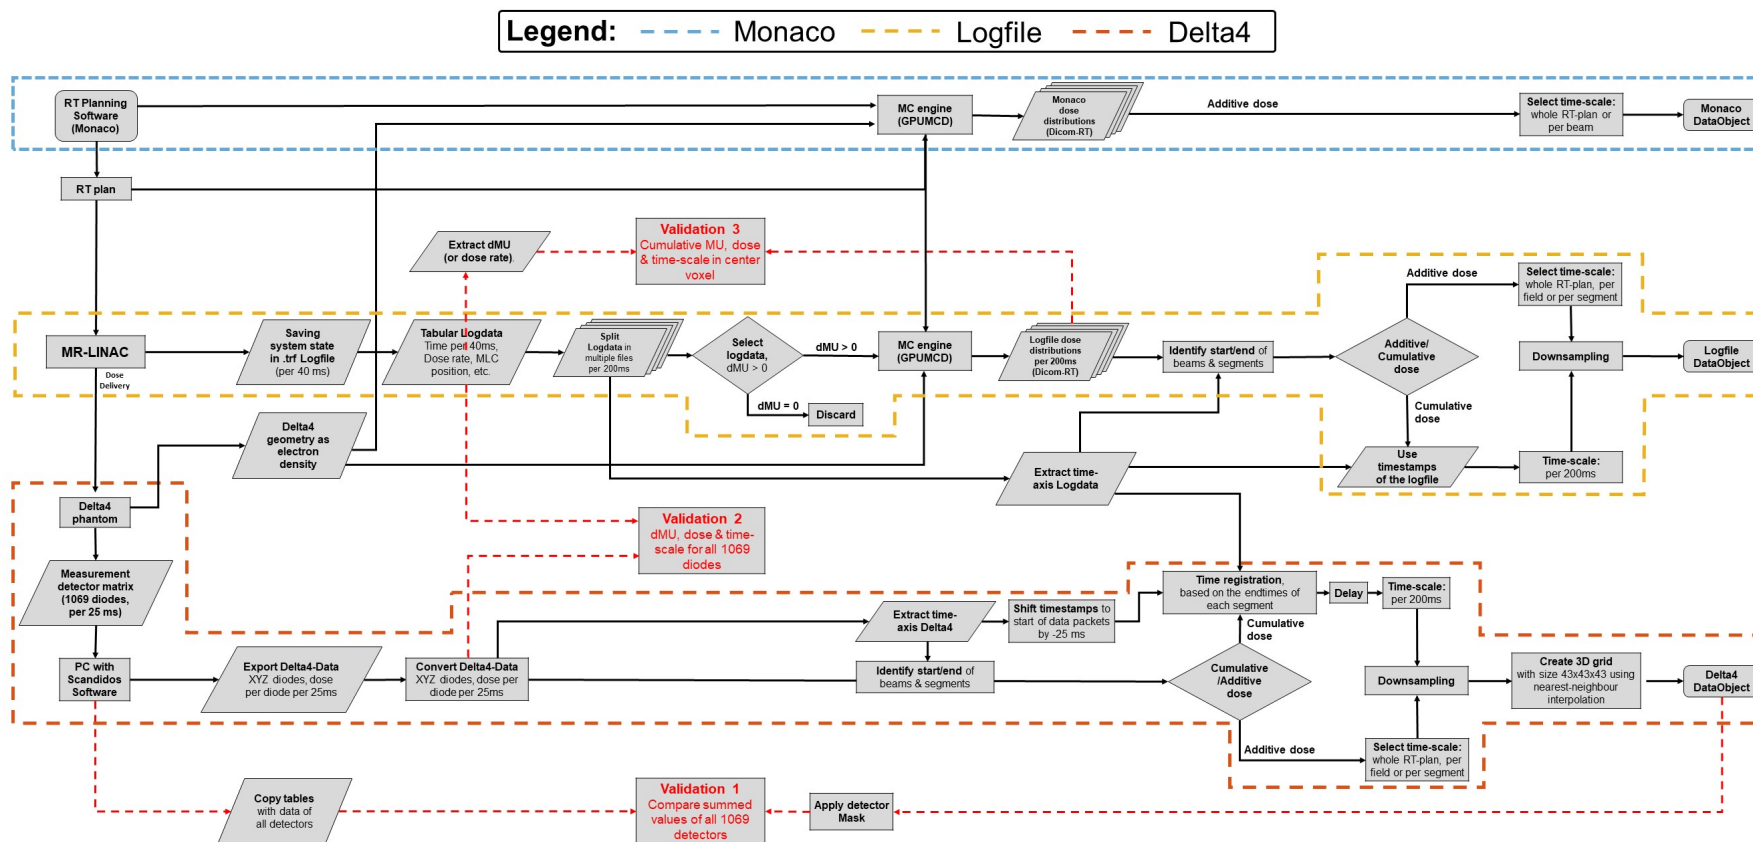 Legend: Monaco Logfile Delta4
RT Planning
Software
(Monaco)
MC engine
(GPUMCD)
Monaco
dose
distributions
(Dicom-RT)
Additive dose
Select time-scale:
whole RT-plan or
per beam
Monaco
DataObject
RT plan
Extract dMU
(or dose rate).
Validation 3
Cumulative MU, dose
& time-scale in center
voxel
Additive dose
Select time-scale:
whole RT-plan, per
field or per segment
MR-LINAC
Dose
Delivery
Saving
system state
in .trf Logfile
(per 40 ms)
Tabular Logdata
Time per 40ms,
Dose rate, MLC
position, etc.
Split
Logdata in
multiple files
per 200ms
Select
logdata,
dMU > 0
dMU > 0
dMU = 0
Discard
MC engine
(GPUMCD)
Logfile dose
distributions
per 200ms
(Dicom-RT)
Identify start/end of
beams & segments
Additive/
Cumulative
dose
Downsampling
Logfile
DataObject
Cumulative
dose
Delta4
geometry as
electron
density
Extract time-
axis Logdata
Use
timestamps
of the logfile
Time-scale:
per 200ms
Delta4
phantom
Validation 2
dMU, dose & time-
scale for all 1069
diodes
Measurement
detector matrix
(1069 diodes,
per 25 ms)
Extract time-
axis Delta4
Shift timestamps to
start of data packets
by -25 ms
Time registration,
based on the endtimes of
each segment
Delay
Time-scale:
per 200ms
Cumulative
dose
PC with
Scandidos
Software
Export Delta4-Data
XYZ diodes, dose
per diode per 25ms
Convert Delta4-Data
XYZ diodes, dose per
diode per 25ms
Identify start/end of
beams & segments
Cumulative
/Additive
dose
Downsampling
Create 3D grid
with size 43x43x43 using
nearest-neighbour
interpolation
Delta4
DataObject
Additive dose
Select time-scale:
whole RT-plan, per
field or per segment
Copy tables
with data of
all detectors
Validation 1
Compare summed
values of all 1069
detectors
Apply detector
Mask